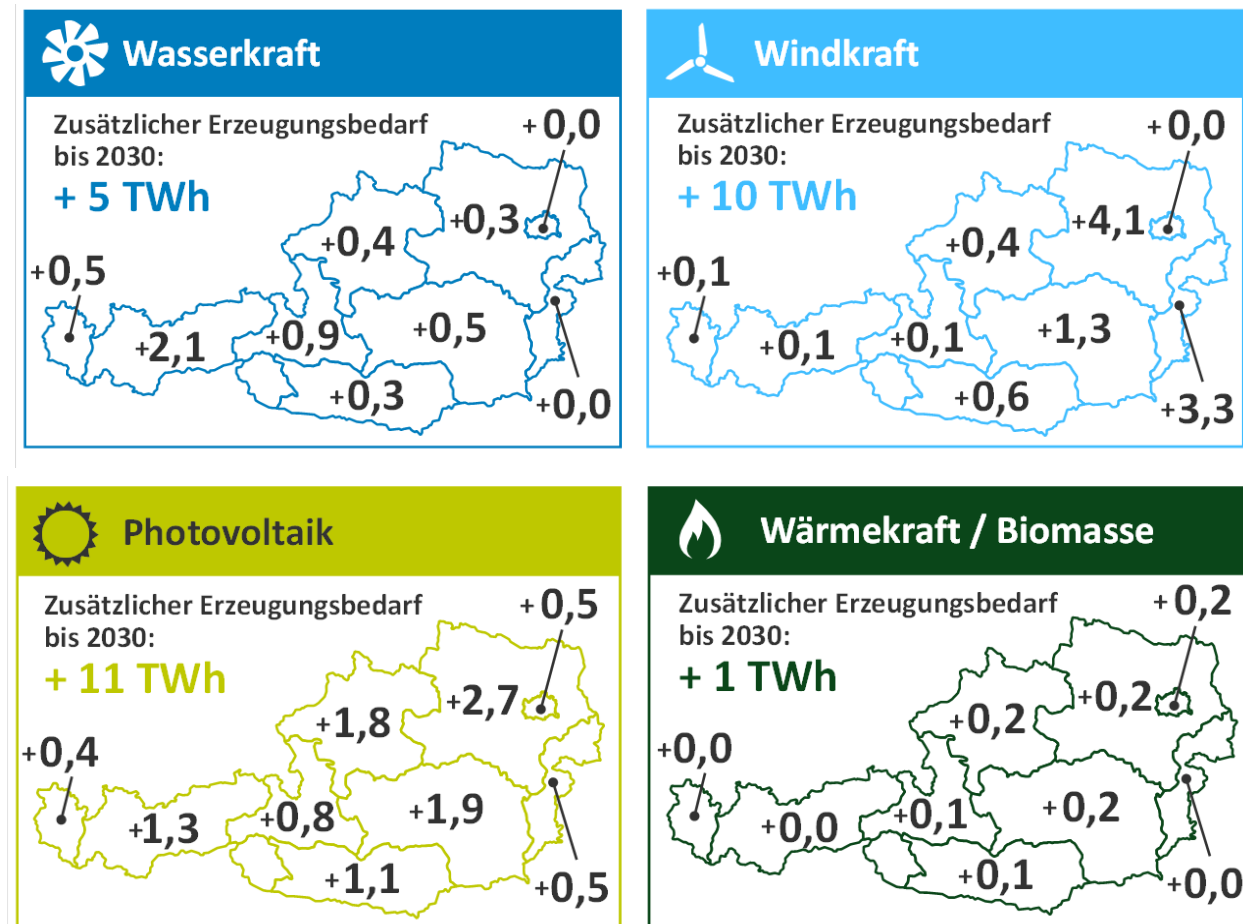 Wasserkraft
Zusätzlicher Erzeugungsbedarf
bis 2030:
+ 5 TWh
+0,0
+0,3
+0,4
+0,5
+2,1
+0,9
+0,5
+0,3
+0,0
Windkraft
Zusätzlicher Erzeugungsbedarf
bis 2030:
+ 10 TWh
+0,0
+4,1
+0,4
+0,1
+0,1
+0,1
+1,3
+0,6
+3,3
Photovoltaik
Zusätzlicher Erzeugungsbedarf
bis 2030:
+ 11 TWh
+0,5
+2,7
+1,8
+0,4
+1,3
+0,8
+1,9
+1,1
+0,5
Wärmekraft / Biomasse
Zusätzlicher Erzeugungsbedarf
bis 2030:
+ 1 TWh
+0,2
+0,2
+0,2
+0,0
+0,0
+0,1
+0,2
+0,1
+0,0